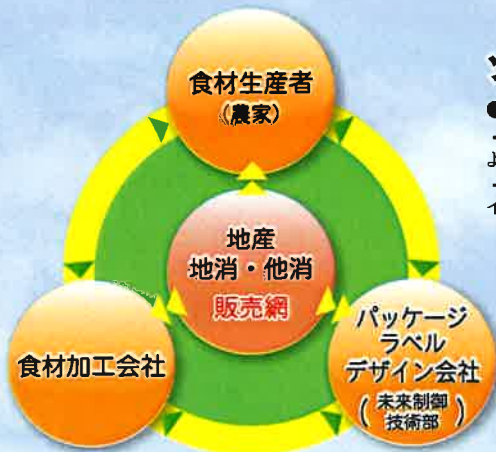 食材生産者
(農家)
地産
地消・他消
販売網
食材加工会社
パッケージ
ラベル
デザイン会社
(未来制御
技術部)